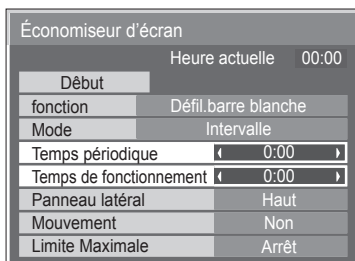 Économiseur d'écran
Heure actuelle 00:00
Dêbut
fonction Défil.barre blanche
Mode Intervalle
Temps périodique 0:00
Temps de fonctionnement 0:00
Panneau latéral Haut
Mouvement Non
Limite Maximale Arrêt